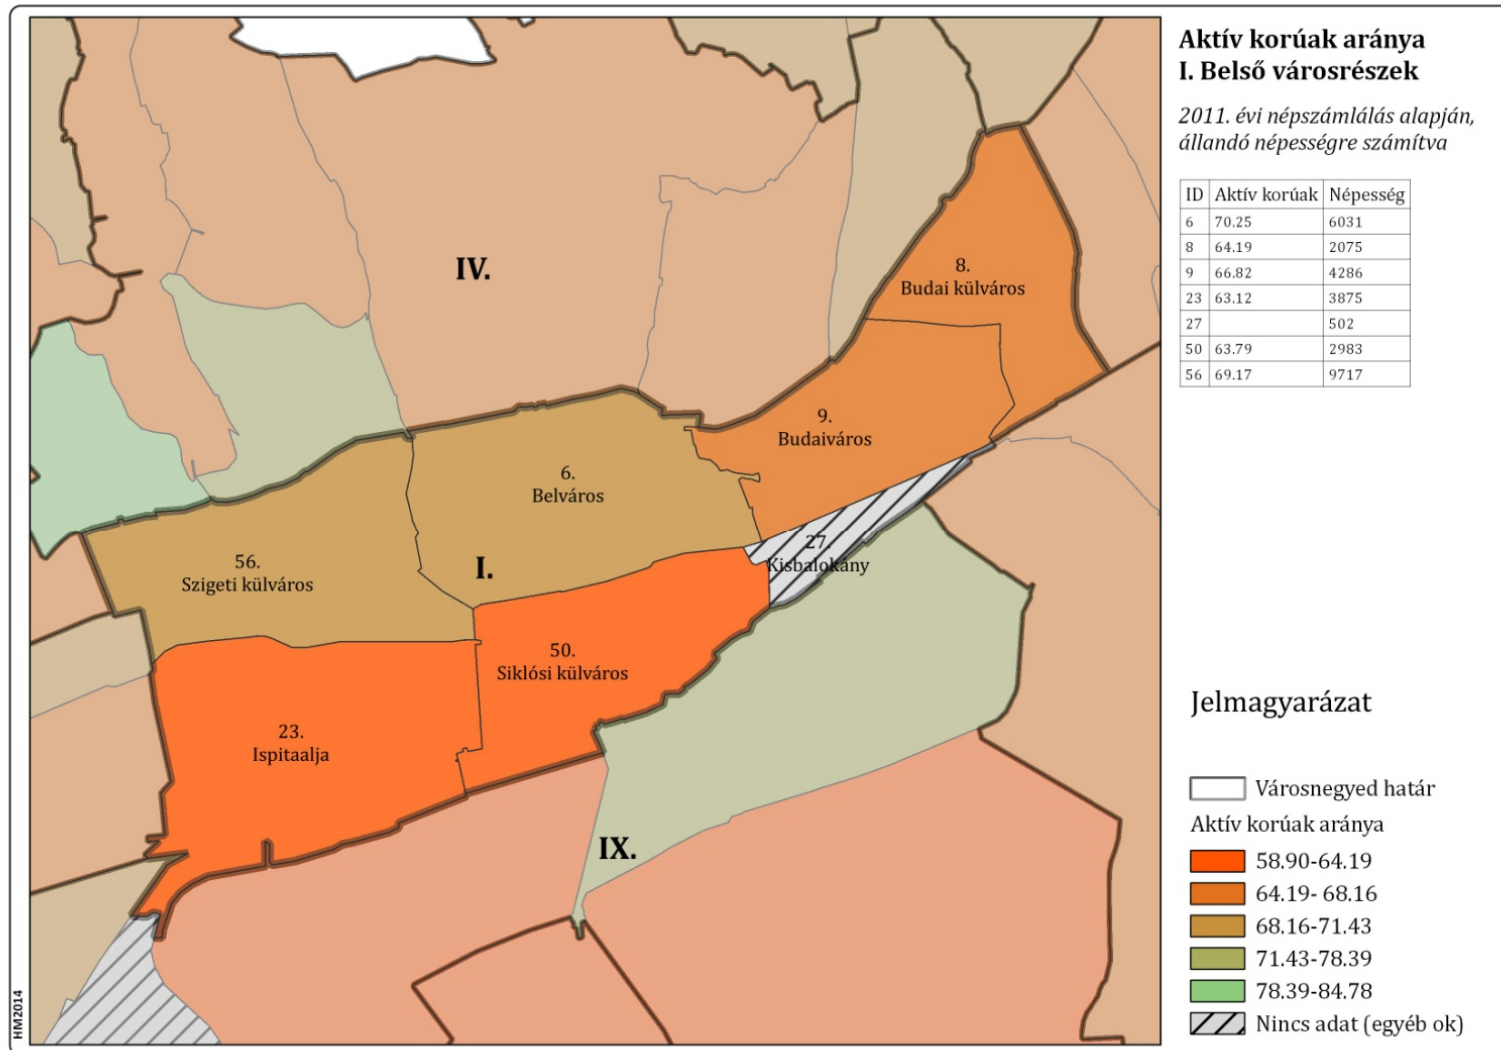 Aktív korúak aránya
I. Belső városrészek
2011. évi népszámlálás alapján,
állandó népességre számítva
ID Aktív korúak Népesség
6 70.25 6031
8 64.19 2075
9 66.82 4286
23 63.12 3875
27 502
50 63.79 2983
56 69.17 9717
IV.
8.
Budai külváros
9.
Budaiváros
6.
Belváros
27.
Kisbalokány
56.
Szigeti külváros
I.
50.
Siklósi külváros
23.
Ispitaalja
IX.
Jelmagyarázat
Városnegyed határ
Aktív korúak aránya
58.90-64.19
64.19- 68.16
68.16-71.43
71.43-78.39
78.39-84.78
Nincs adat (egyéb ok)
HM2014